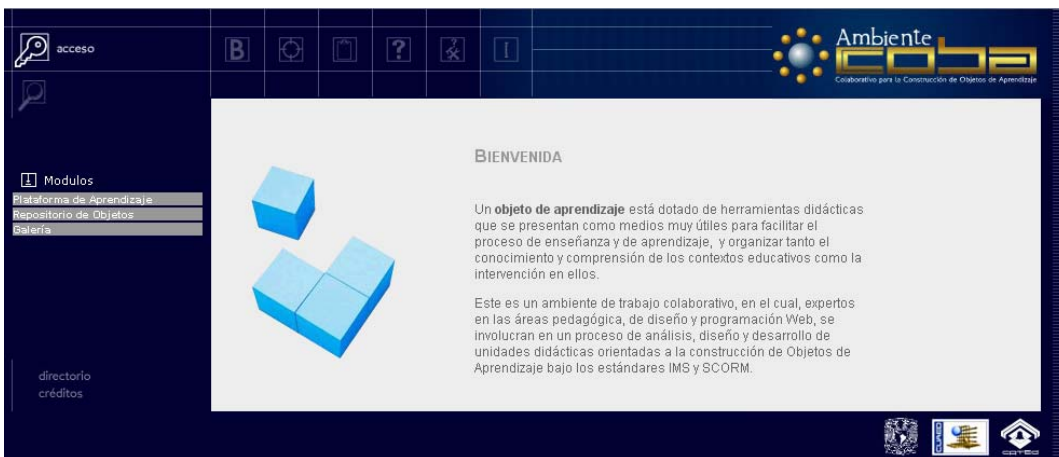 acceso
B
?
I
Ambiente
COBA
Colaborativo para la Construcción de Objetos de Aprendizaje
Modulos
Plataforma de Aprendizaje
Repositorio de Objetos
Galería
BIENVENIDA
Un objeto de aprendizaje está dotado de herramientas didácticas
que se presentan como medios muy útiles para facilitar el
proceso de enseñanza y de aprendizaje, y organizar tanto el
conocimiento y comprensión de los contextos educativos como la
intervención en ellos.
Este es un ambiente de trabajo colaborativo, en el cual, expertos
en las áreas pedagógica, de diseño y programación Web, se
involucran en un proceso de análisis, diseño y desarrollo de
unidades didácticas orientadas a la construcción de Objetos de
Aprendizaje bajo los estándares IMS y SCORM.
directorio
créditos
CUAED